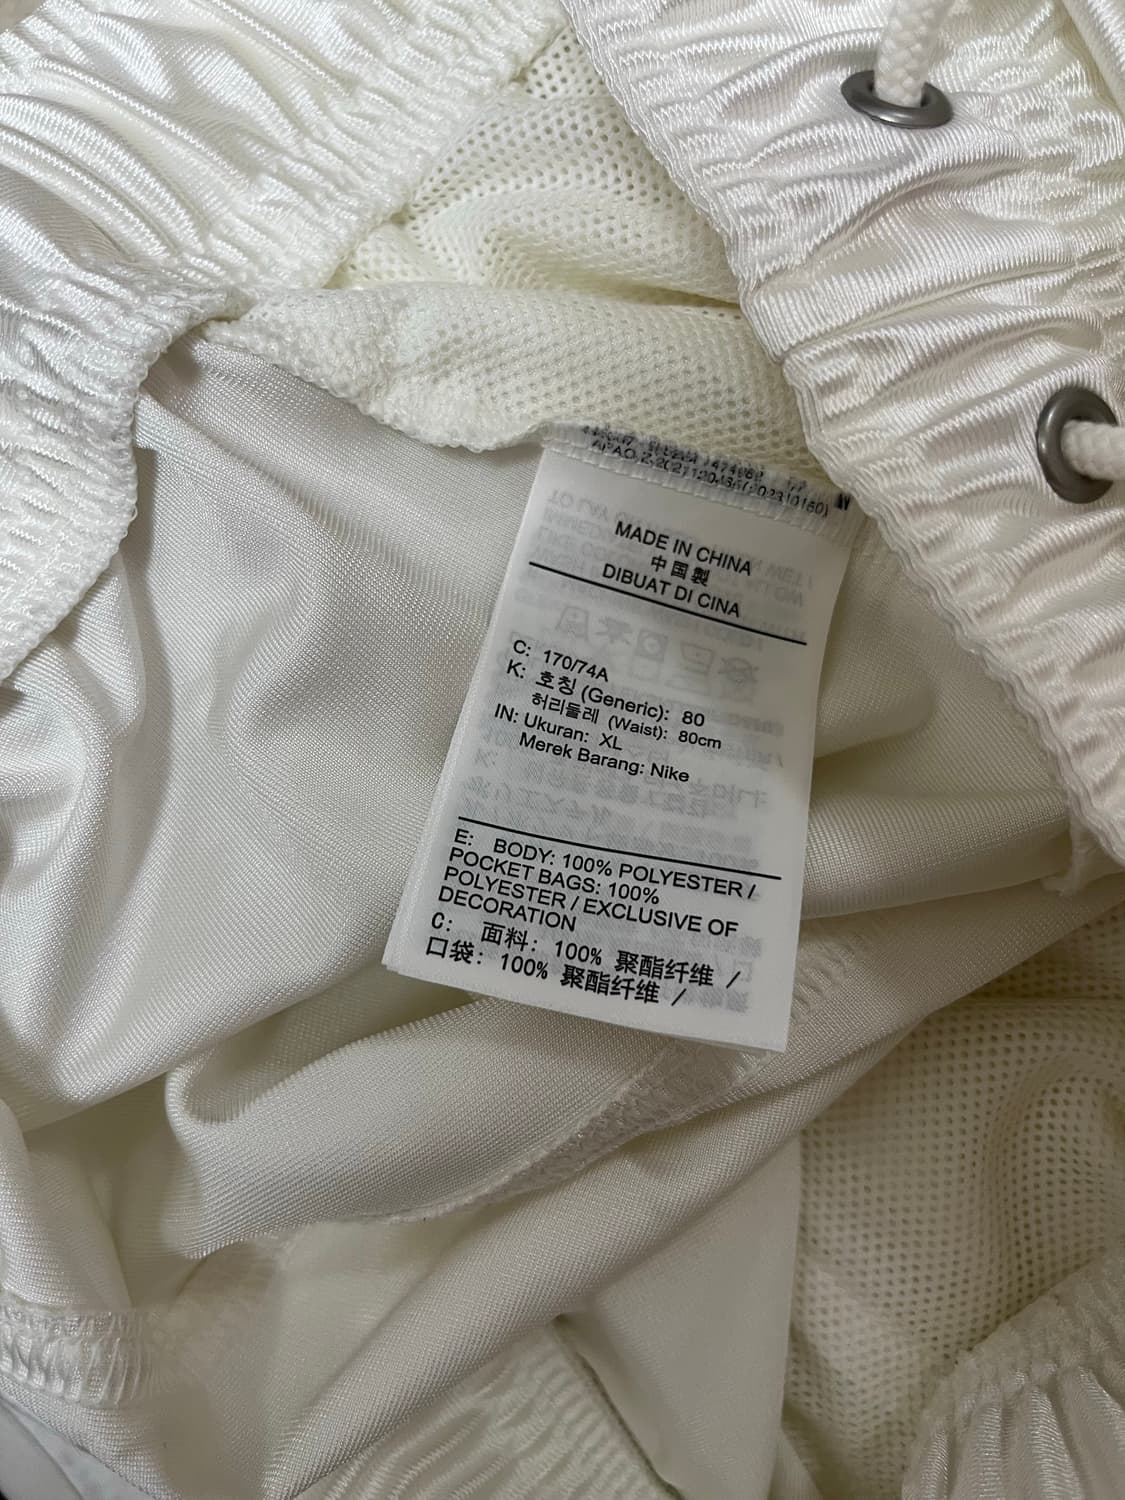 MADE IN CHINA
中国製
DIBUAT DI CINA
C: 170/74A
K: 호칭 (Generic): 80
허리둘레 (Waist): 80cm
IN: Ukuran: XL
Merek Barang: Nike
E: BODY: 100% POLYESTER /
POCKET BAGS: 100%
POLYESTER / EXCLUSIVE OF
DECORATION
C: 面料: 100% 聚酯纤维 /
口袋: 100% 聚酯纤维 /